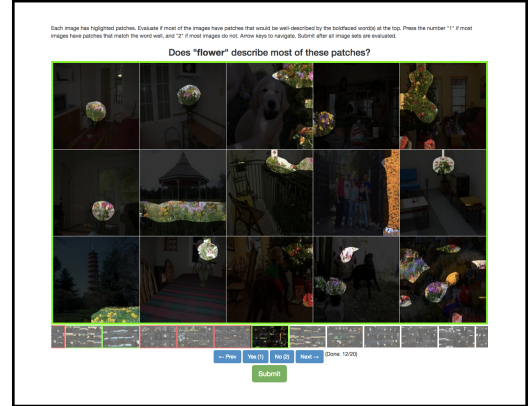 Each image has higlighted patches. Evaluate if most of the images have patches that would be well-described by the boldfaced word(s) at the top. Press the number "1" if most
images have patches that match the word well, and "2" if most images do not. Arrow keys to navigate. Submit after all image sets are evaluated.
Does "flower" describe most of these patches?
← Prev Yes (1) No (2) Next → (Done: 12/20)
Submit